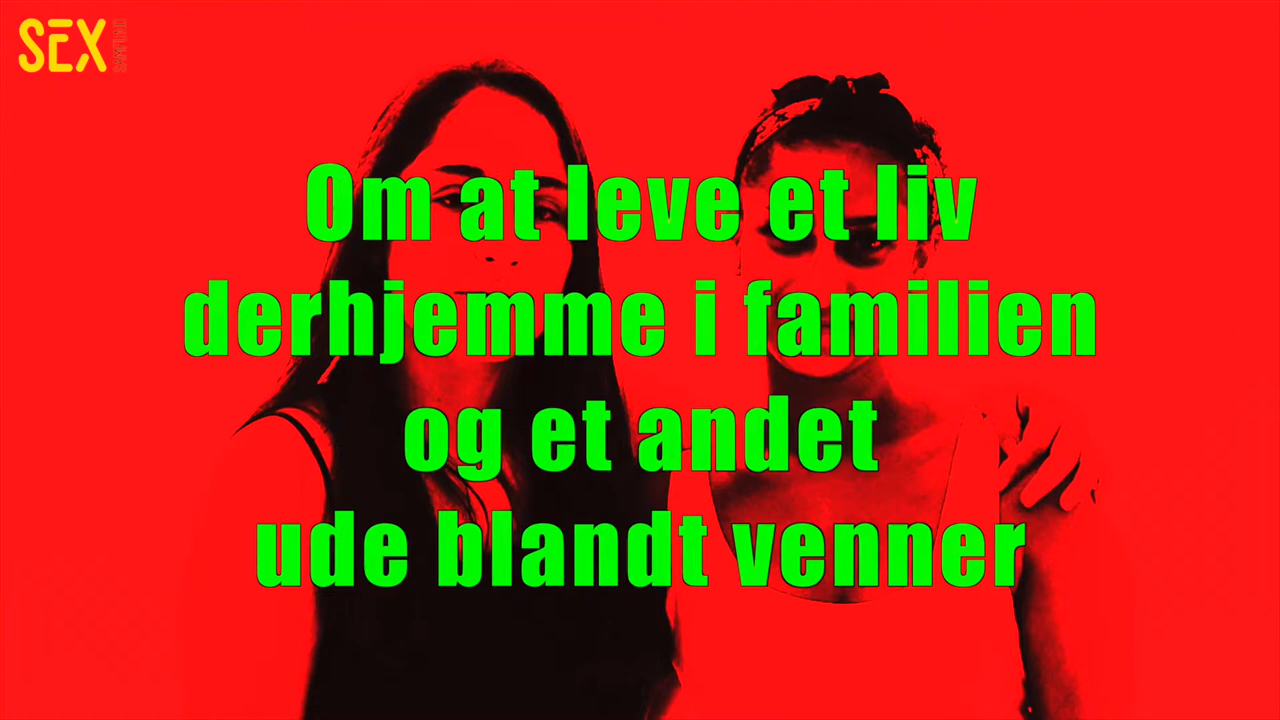 SEX
Om at leve et liv
derhjemme i familien
og et andet
ude blandt venner